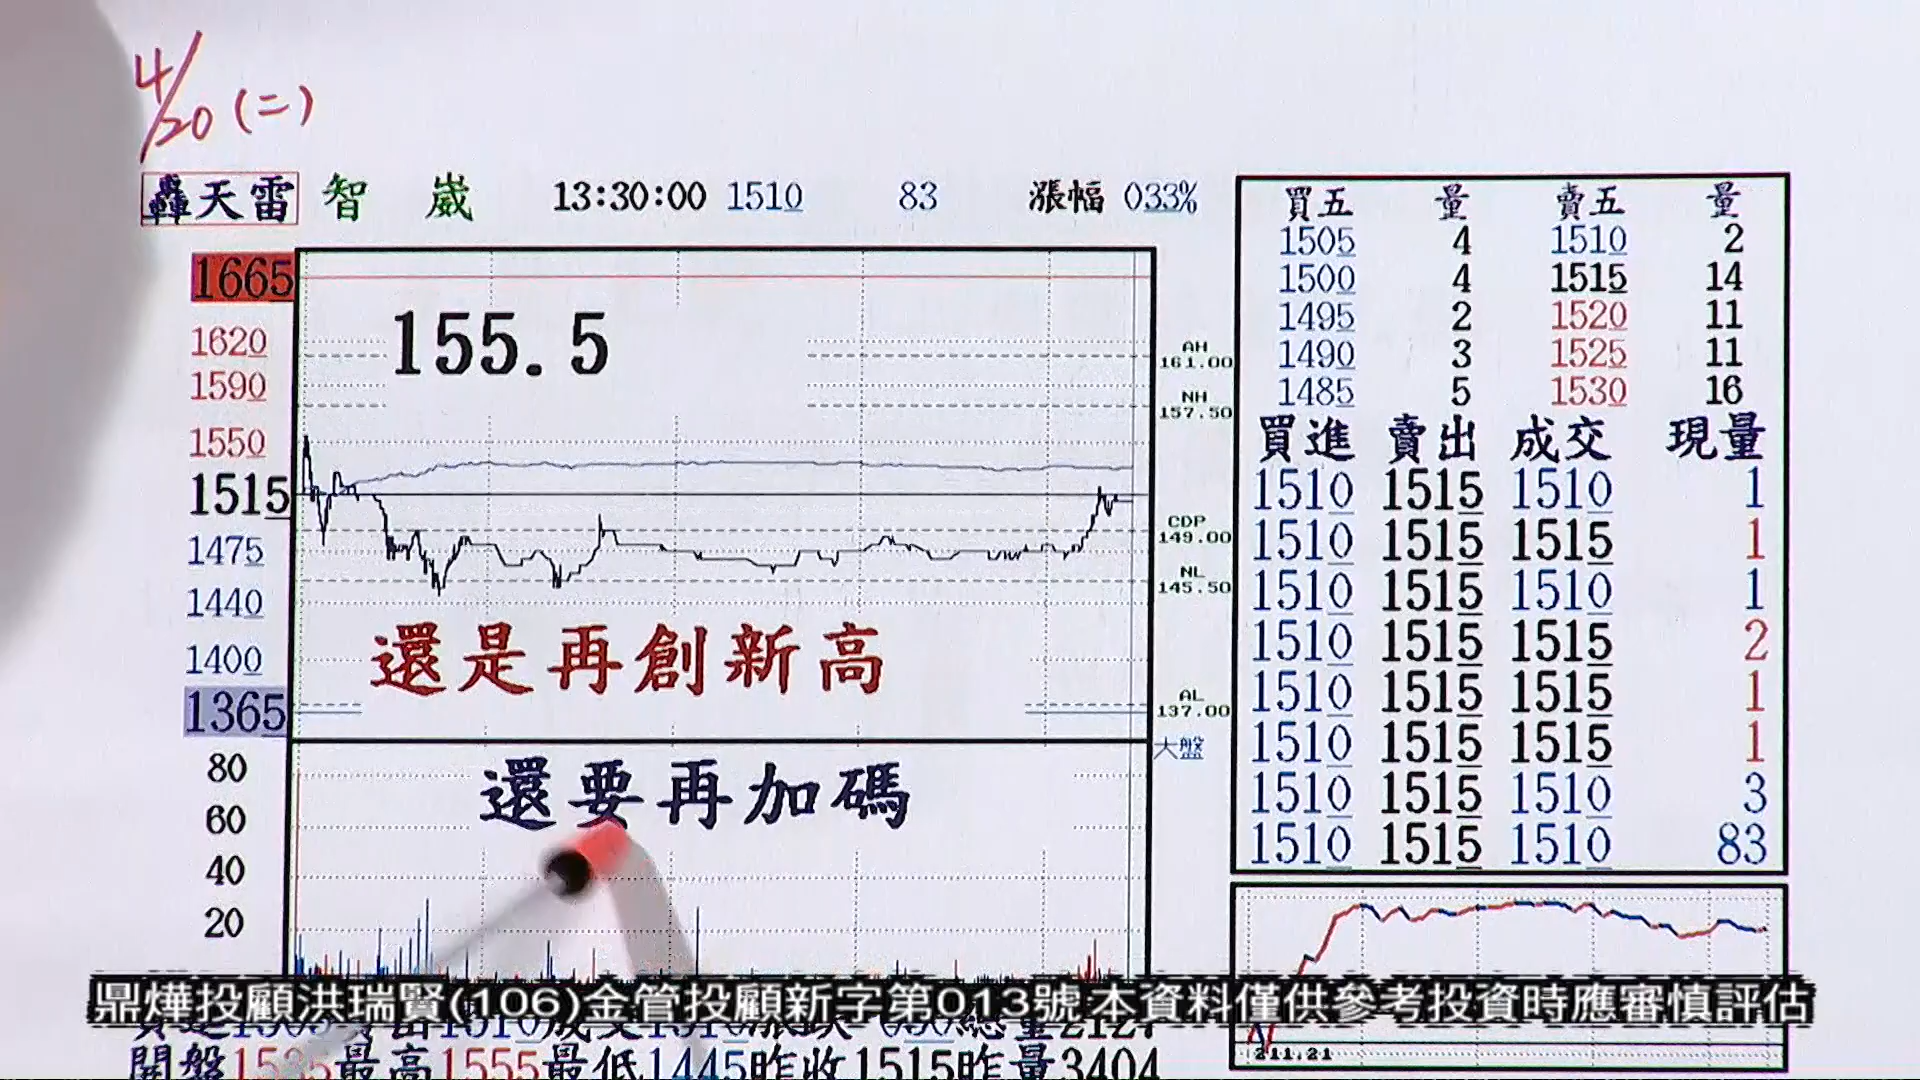 4/20(二)
轟天雷 智 崴 13:30:00 1510 83 漲幅 033%
1665
1620
1590
1550
1515
1475
1440
1400
1365
155.5
AH
161.00
NH
157.50
CDP
149.00
NL
145.50
AL
137.00
還是再創新高
大盤
80
60
40
20
還要再加碼
買五 量 賣五 量
1505 4 1510 2
1500 4 1515 14
1495 2 1520 11
1490 3 1525 11
1485 5 1530 16
買進 賣出 成交 現量
1510 1515 1510 1
1510 1515 1515 1
1510 1515 1510 1
1510 1515 1515 2
1510 1515 1515 1
1510 1515 1515 1
1510 1515 1510 3
1510 1515 1510 83
211.21
鼎燁投顧洪瑞賢(106)金管投顧新字第013號本資料僅供參考投資時應審慎評估
開盤1535最高1555最低1445昨收1515昨量3404